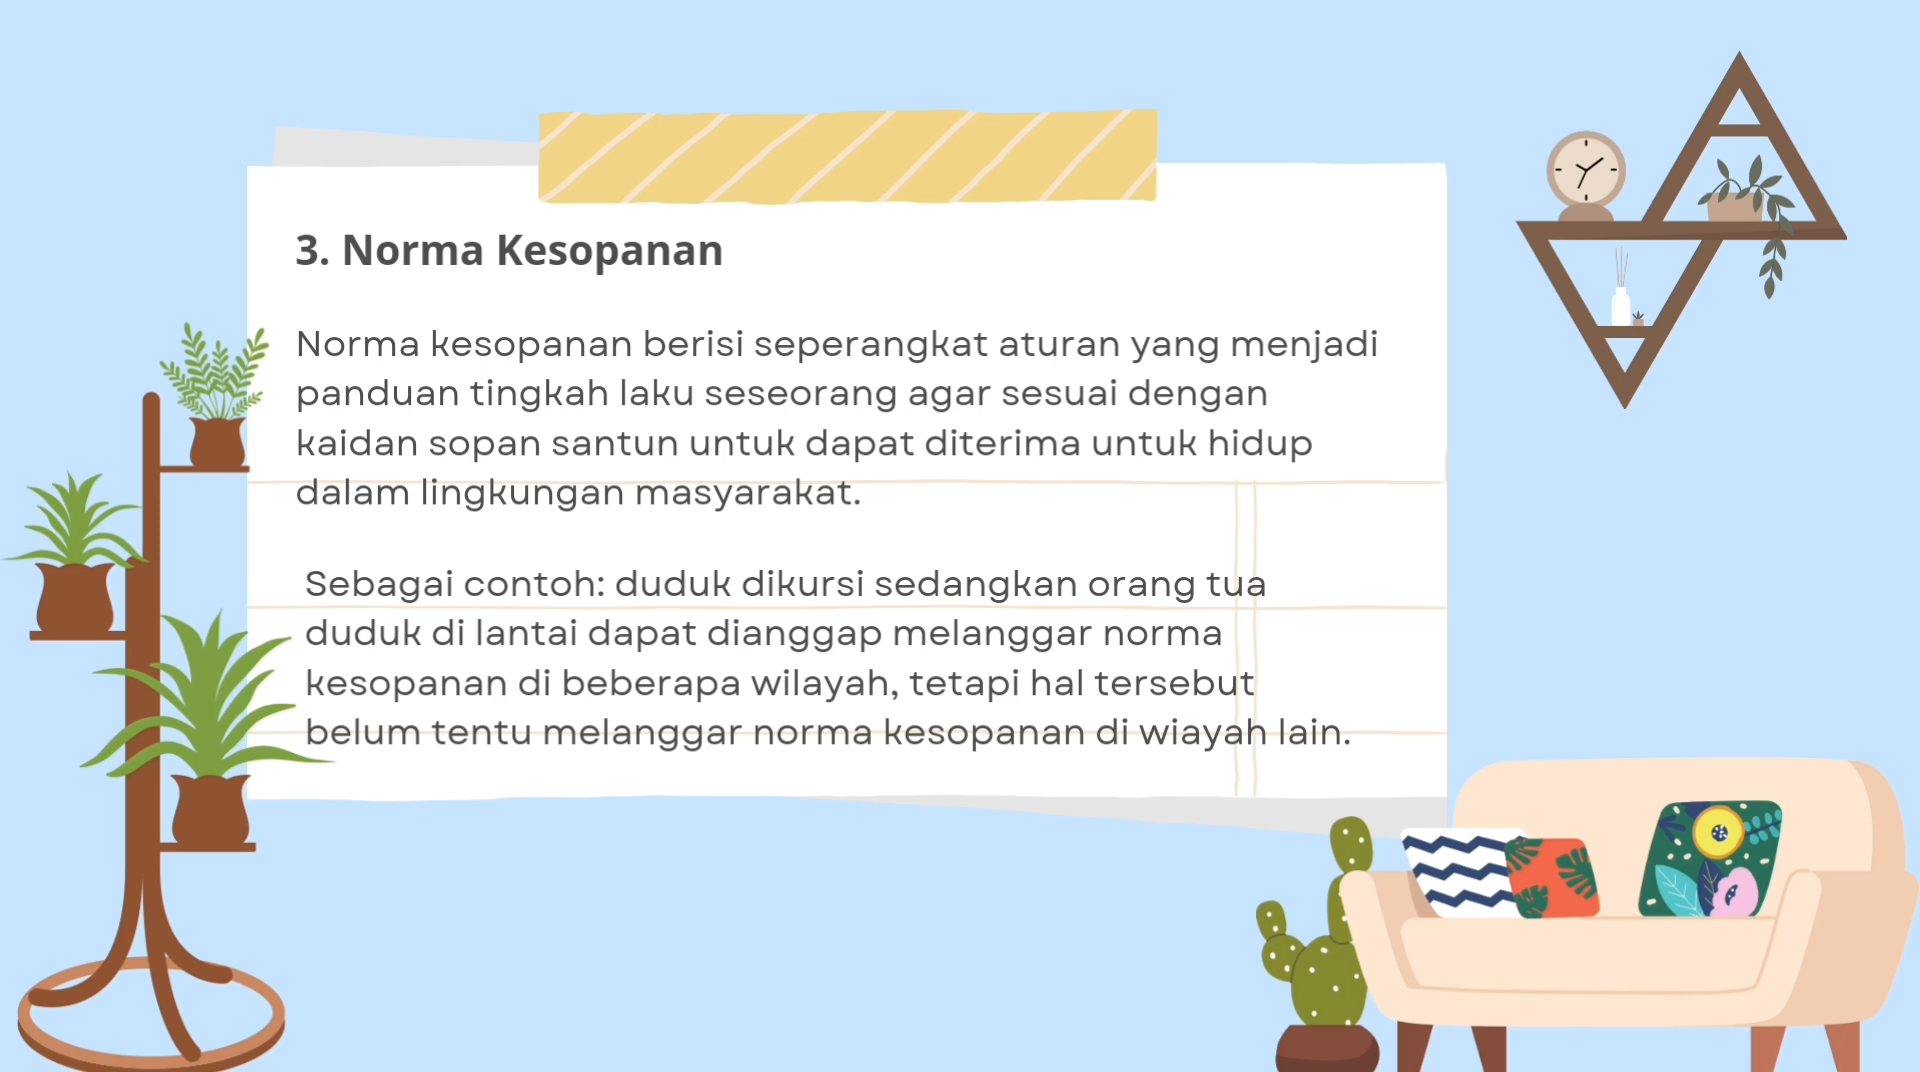 3. Norma Kesopanan
Norma kesopanan berisi seperangkat aturan yang menjadi
panduan tingkah laku seseorang agar sesuai dengan
kaidan sopan santun untuk dapat diterima untuk hidup
dalam lingkungan masyarakat.
Sebagai contoh: duduk dikursi sedangkan orang tua
duduk di lantai dapat dianggap melanggar norma
kesopanan di beberapa wilayah, tetapi hal tersebut
belum tentu melanggar norma kesopanan di wiayah lain.